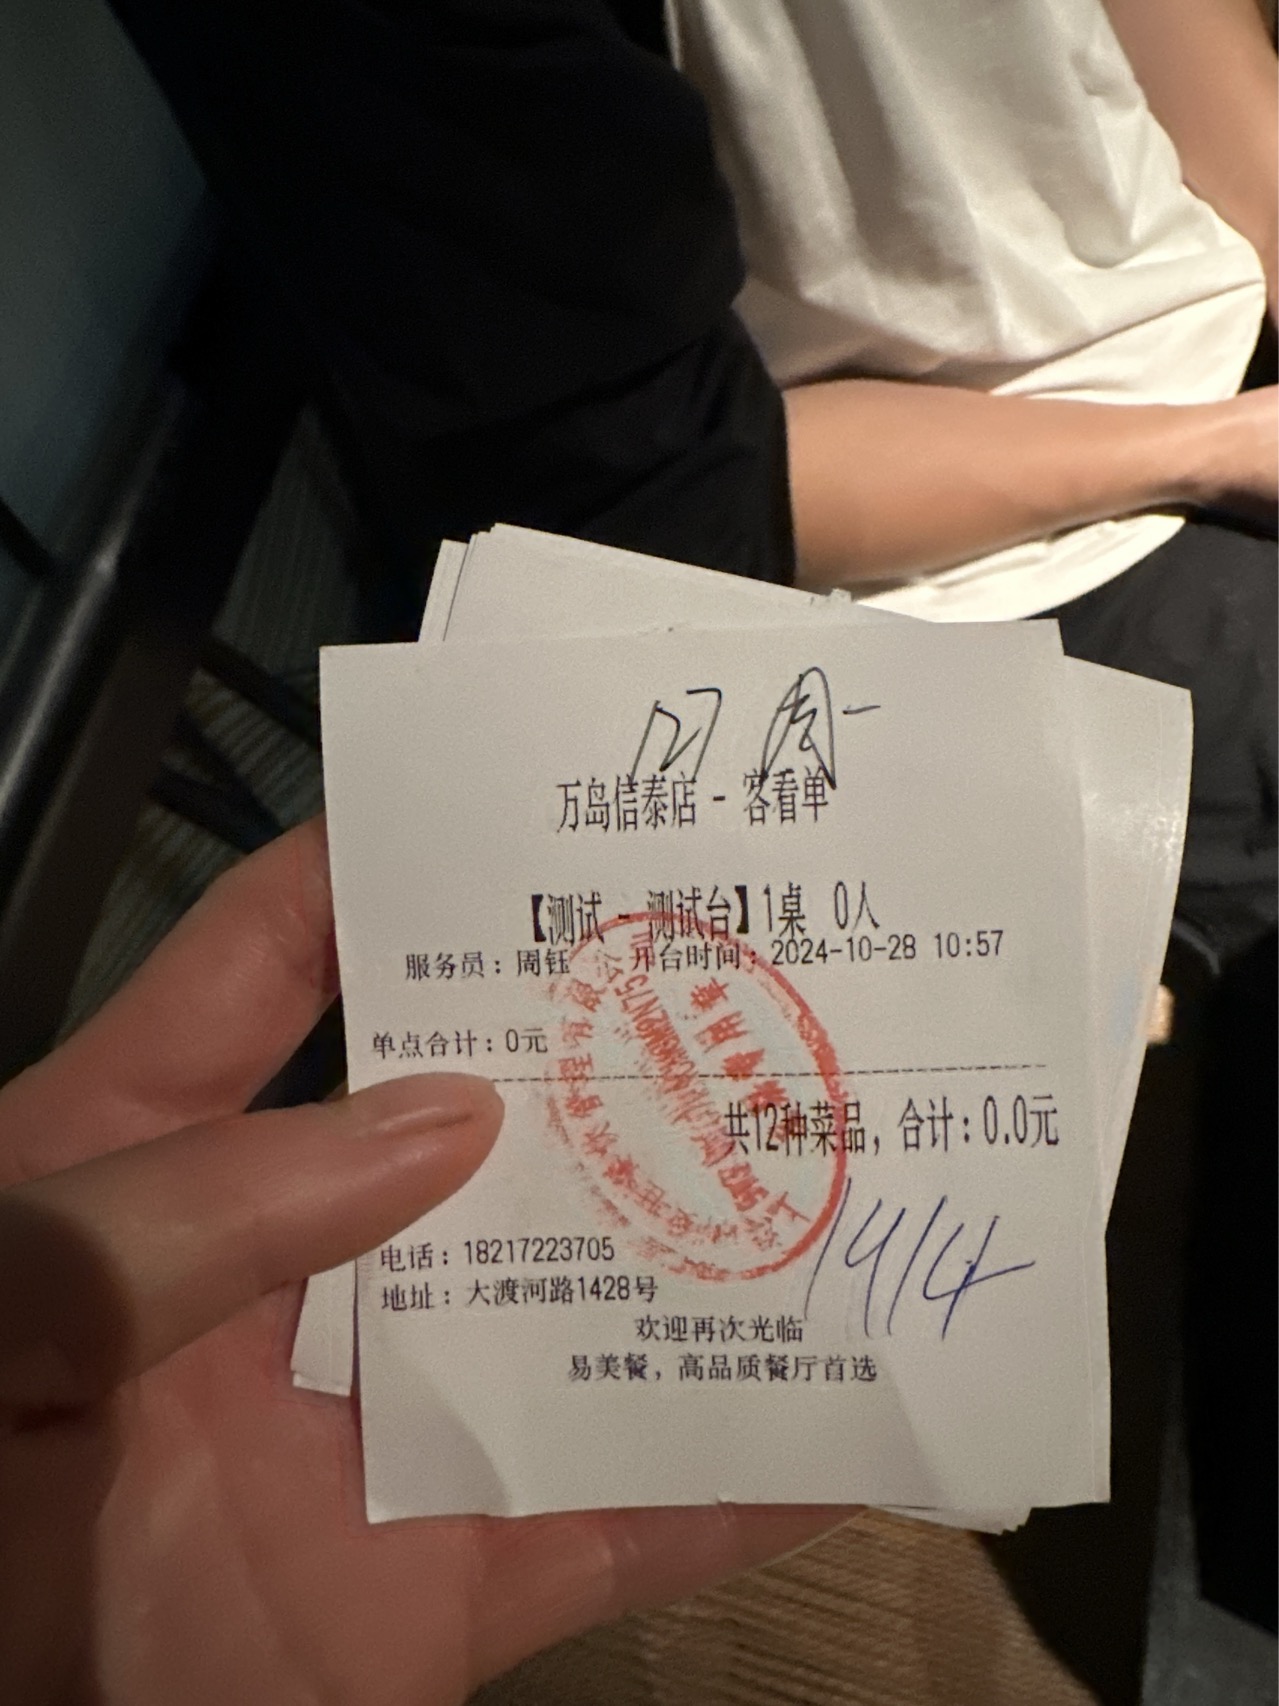 周一
万岛信泰店 - 客看单
【测试 - 测试台】1桌 0人
服务员：周钰 开台时间：2024-10-28 10:57
单点合计：0元
共12种菜品，合计：0.0元
1414
电话：18217223705
地址：大渡河路1428号
欢迎再次光临
易美餐，高品质餐厅首选